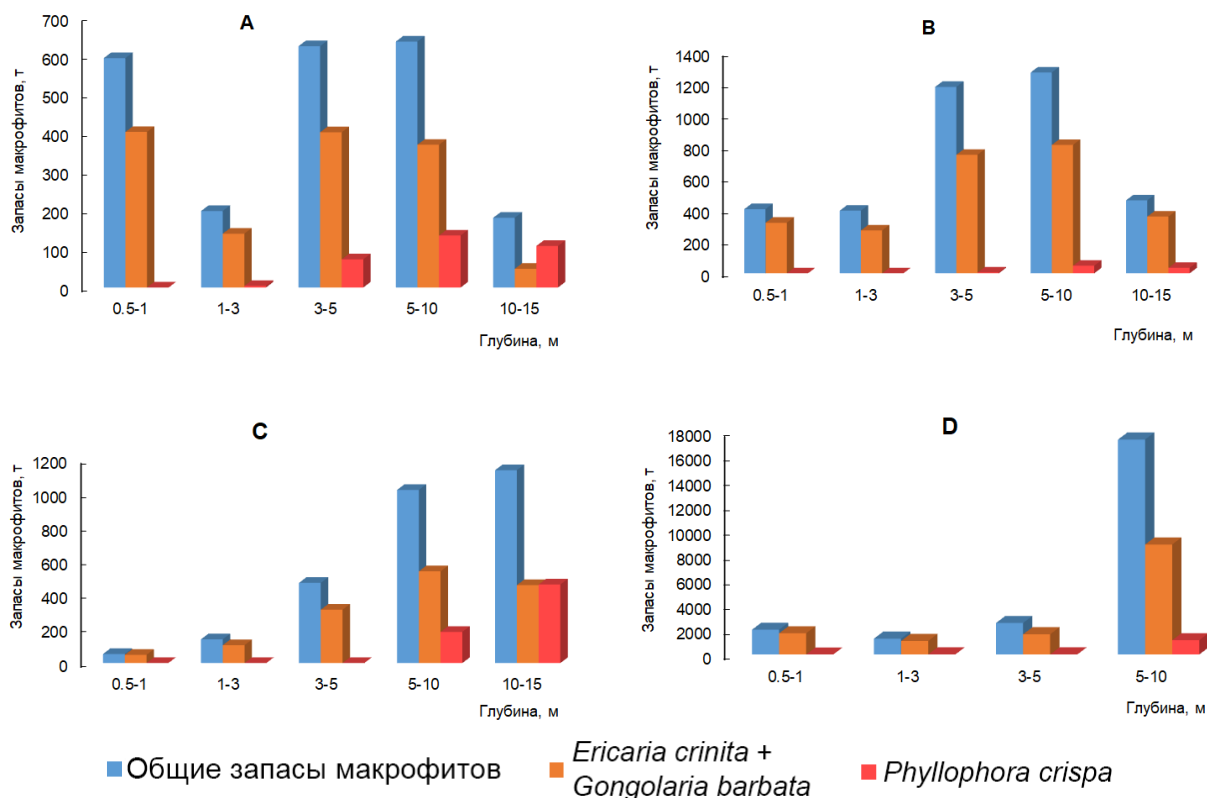 A
Запасы макрофитов, т
700
600
500
400
300
200
100
0
0.5-1 1-3 3-5 5-10 10-15
Глубина, м
B
Запасы макрофитов, т
1400
1200
1000
800
600
400
200
0
0.5-1 1-3 3-5 5-10 10-15
Глубина, м
C
Запасы макрофитов, т
1200
1000
800
600
400
200
0
0.5-1 1-3 3-5 5-10 10-15
Глубина, м
D
Запасы макрофитов, т
18000
16000
14000
12000
10000
8000
6000
4000
2000
0
0.5-1 1-3 3-5 5-10
Глубина, м
Общие запасы макрофитов
Ericaria crinita +
Gongolaria barbata
Phyllophora crispa